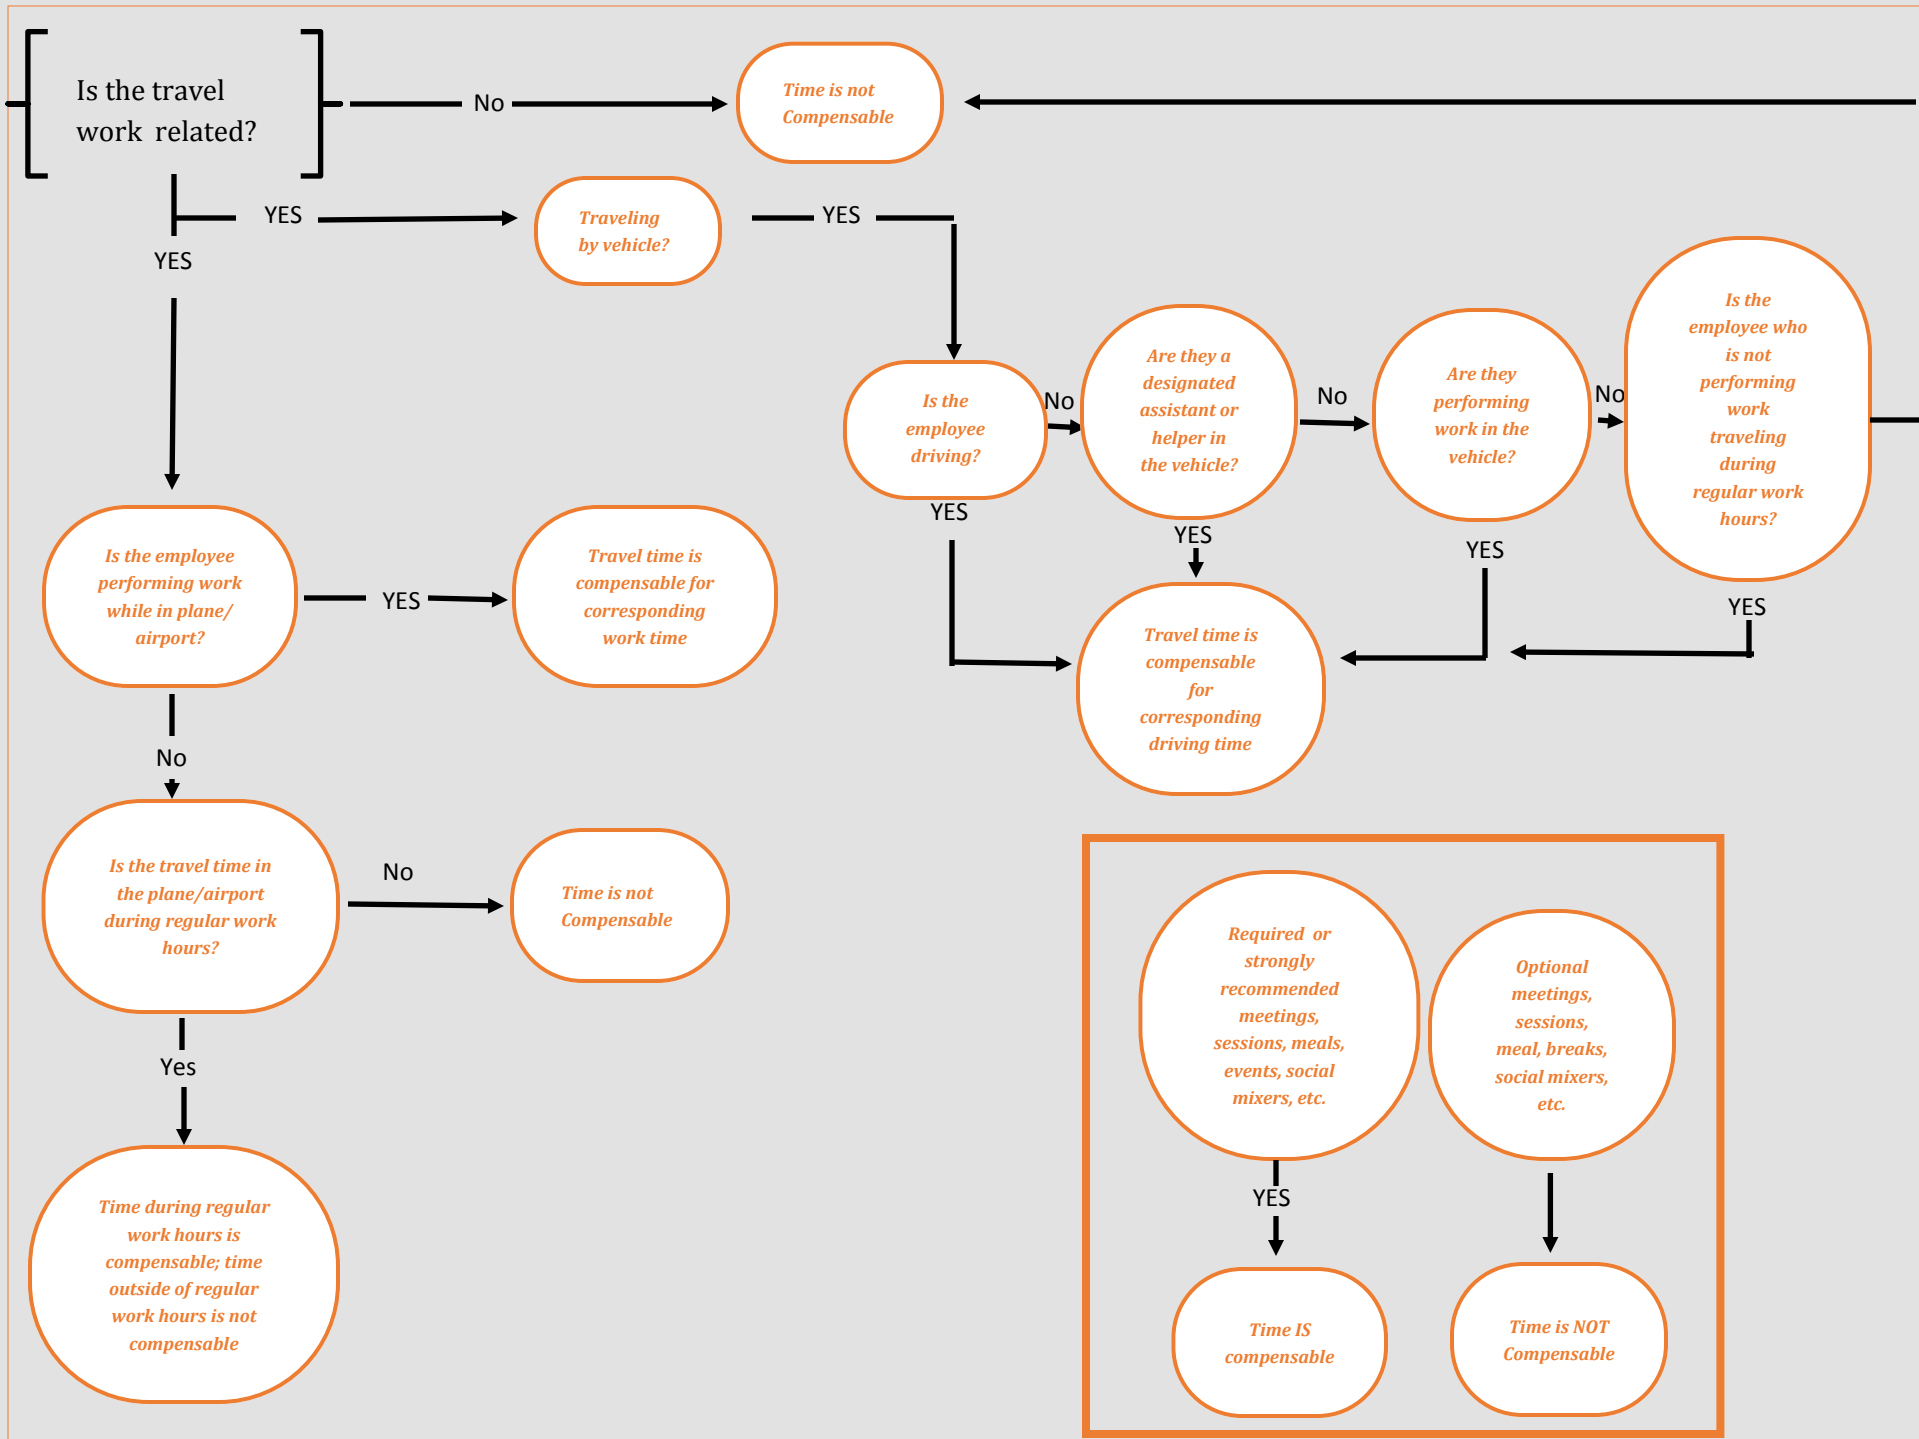 Is the travel
work related?
No
Time is not
Compensable
YES
Traveling
by vehicle?
YES
YES
Is the
employee
driving?
No
Are they a
designated
assistant or
helper in
the vehicle?
No
Are they
performing
work in the
vehicle?
No
Is the
employee who
is not
performing
work
traveling
during
regular work
hours?
YES
YES
YES
YES
Travel time is
compensable
for
corresponding
driving time
Is the employee
performing work
while in plane/
airport?
YES
Travel time is
compensable for
corresponding
work time
No
Is the travel time in
the plane/airport
during regular work
hours?
No
Time is not
Compensable
Yes
Time during regular
work hours is
compensable; time
outside of regular
work hours is not
compensable
Required or
strongly
recommended
meetings,
sessions, meals,
events, social
mixers, etc.
YES
Time IS
compensable
Optional
meetings,
sessions,
meal, breaks,
social mixers,
etc.
Time is NOT
Compensable